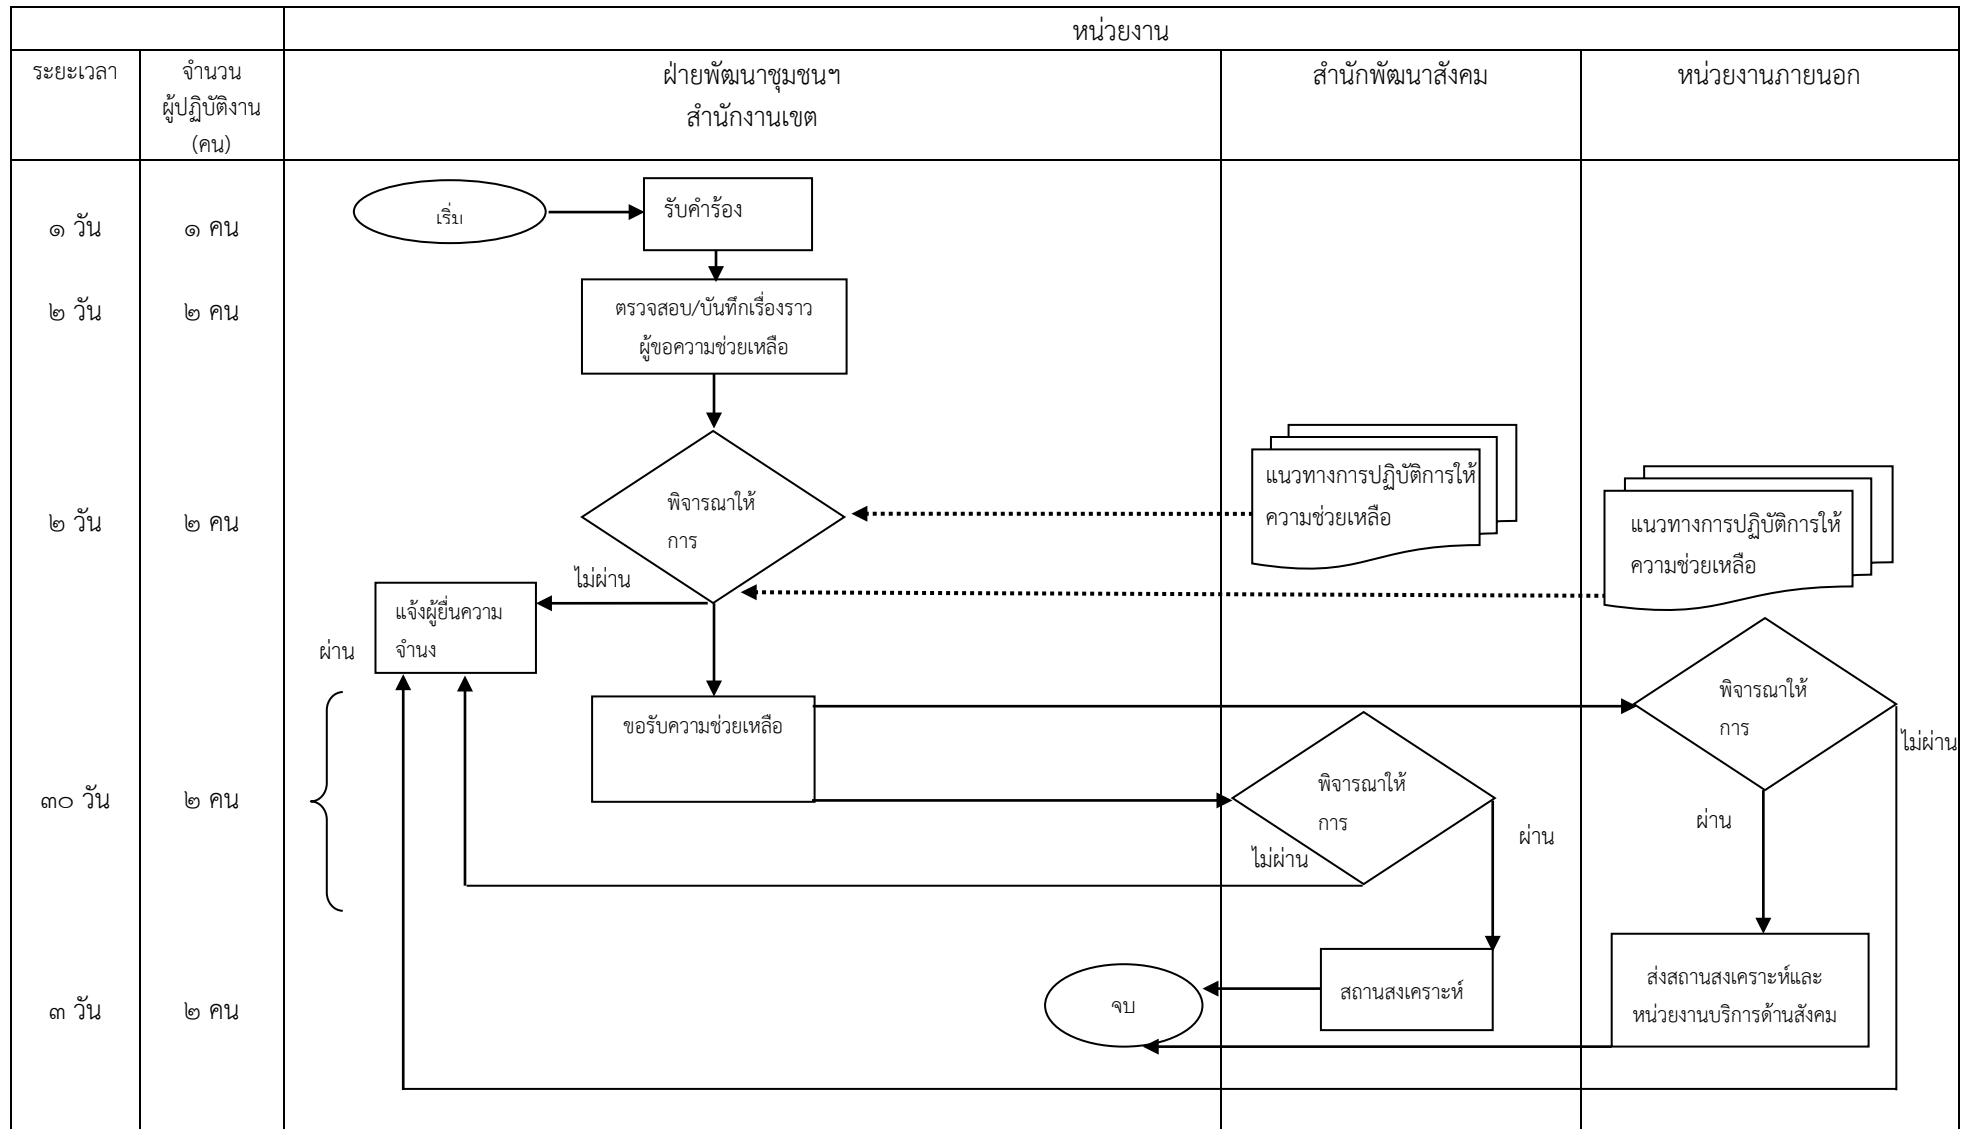 หน่วยงาน
ระยะเวลา
จำนวน
ผู้ปฏิบัติงาน
(คน)
ฝ่ายพัฒนาชุมชนฯ
สำนักงานเขต
สำนักพัฒนาสังคม
หน่วยงานภายนอก
๑ วัน
๑ คน
เริ่ม
รับคำร้อง
๒ วัน
๒ คน
ตรวจสอบ/บันทึกเรื่องราว
ผู้ขอความช่วยเหลือ
๒ วัน
๒ คน
พิจารณาให้
การ
แนวทางการปฏิบัติการให้
ความช่วยเหลือ
แนวทางการปฏิบัติการให้
ความช่วยเหลือ
ไม่ผ่าน
แจ้งผู้ยื่นความ
จำนง
ผ่าน
๓๐ วัน
๒ คน
ขอรับความช่วยเหลือ
พิจารณาให้
การ
ไม่ผ่าน
ผ่าน
พิจารณาให้
การ
ไม่ผ่าน
ผ่าน
๓ วัน
๒ คน
จบ
สถานสงเคราะห์
ส่งสถานสงเคราะห์และ
หน่วยงานบริการด้านสังคม